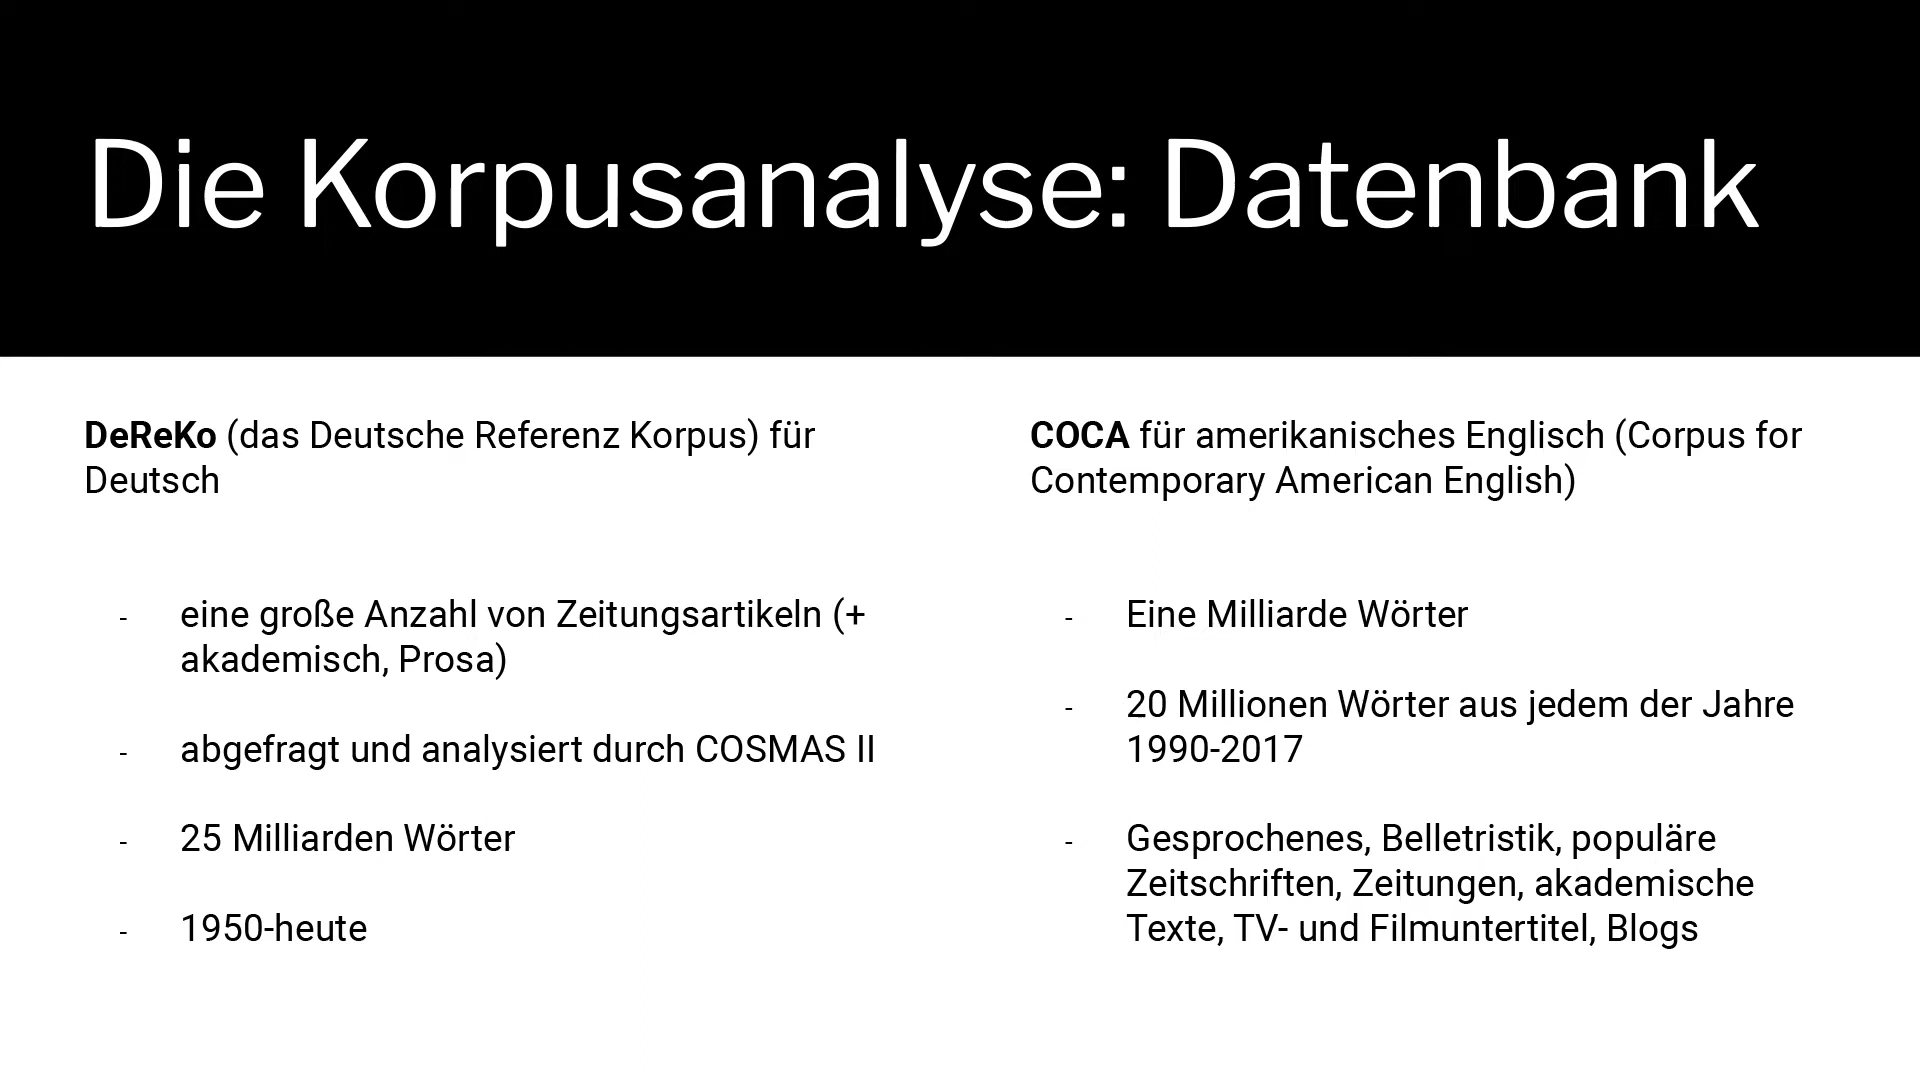 Die Korpusanalyse: Datenbank
DeReKo (das Deutsche Referenz Korpus) für
Deutsch
- eine große Anzahl von Zeitungsartikeln (+
akademisch, Prosa)
- abgefragt und analysiert durch COSMAS II
- 25 Milliarden Wörter
- 1950-heute
COCA für amerikanisches Englisch (Corpus for
Contemporary American English)
- Eine Milliarde Wörter
- 20 Millionen Wörter aus jedem der Jahre
1990-2017
- Gesprochenes, Belletristik, populäre
Zeitschriften, Zeitungen, akademische
Texte, TV- und Filmuntertitel, Blogs